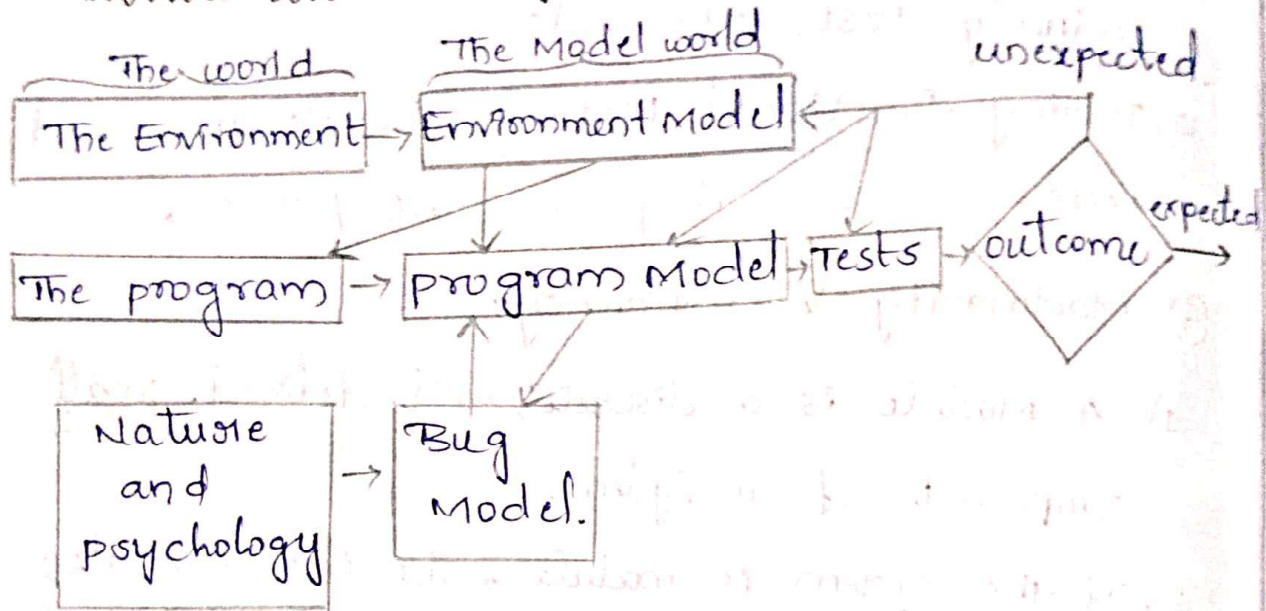 The world
The Model world
unexpected
The Environment
Environment Model
expected
The program
program Model
Tests
outcome
Nature
and
psychology
Bug
Model.